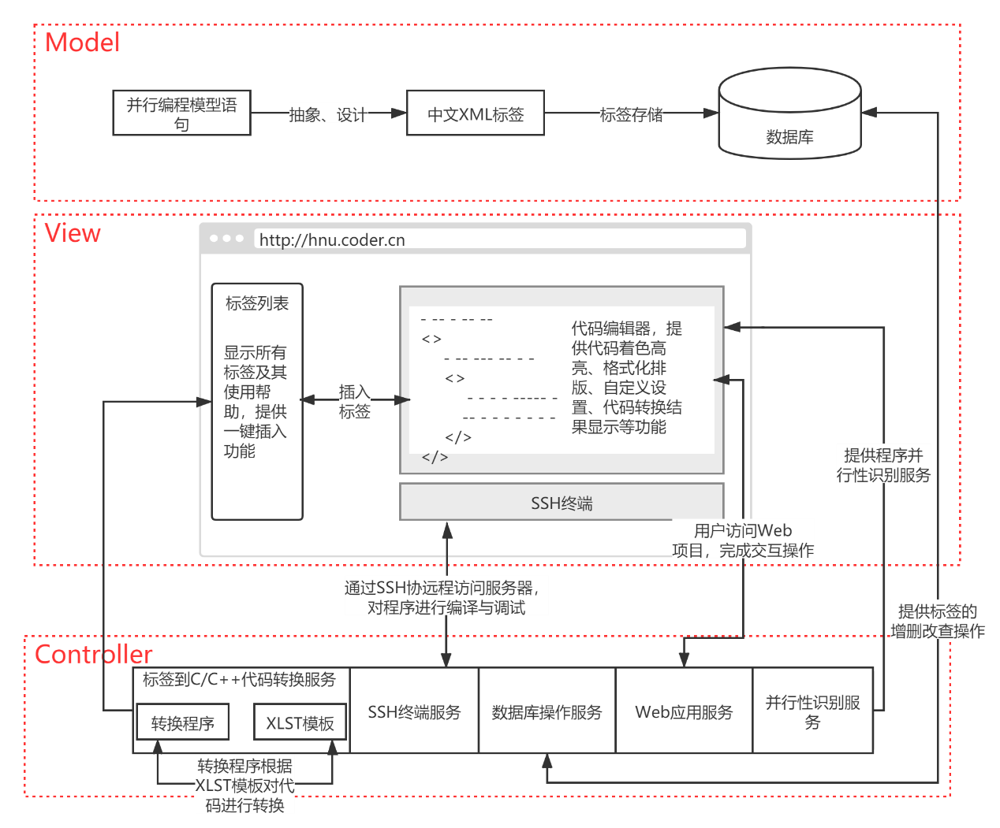 Model
并行编程模型语
句
抽象、设计
中文XML标签
标签存储
数据库
View
http://hnu.coder.cn
标签列表
显示所有
标签及其
使用帮
助，提供
一键插入
功能
插入
标签
- -- - -- --
<>
- -- --- -- - -
<>
- - - - ----- --
-- - - - - - - -
</>
</>
代码编辑器，提
供代码着色高
亮、格式化排
版、自定义设
置、代码转换结
果显示等功能
SSH终端
提供程序并
行性识别服务
用户访问Web
项目，完成交互操作
通过SSH协远程访问服务器，
对程序进行编译与调试
提供标签的
增删改查操作
Controller
标签到C/C++代码转换服务
转换程序
XLST模板
SSH终端服务
数据库操作服务
Web应用服务
并行性识别服
务
转换程序根据
XLST模板对代
码进行转换